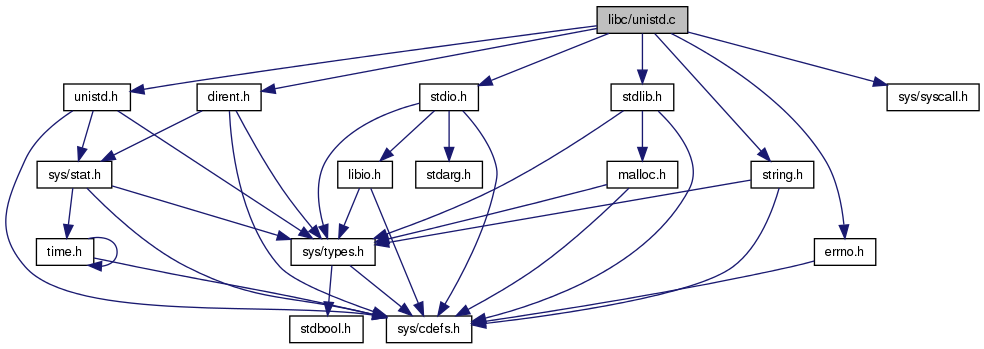 libc/unistd.c
unistd.h
dirent.h
stdio.h
stdlib.h
sys/syscall.h
sys/stat.h
libio.h
stdarg.h
malloc.h
string.h
time.h
sys/types.h
errno.h
stdbool.h
sys/cdefs.h